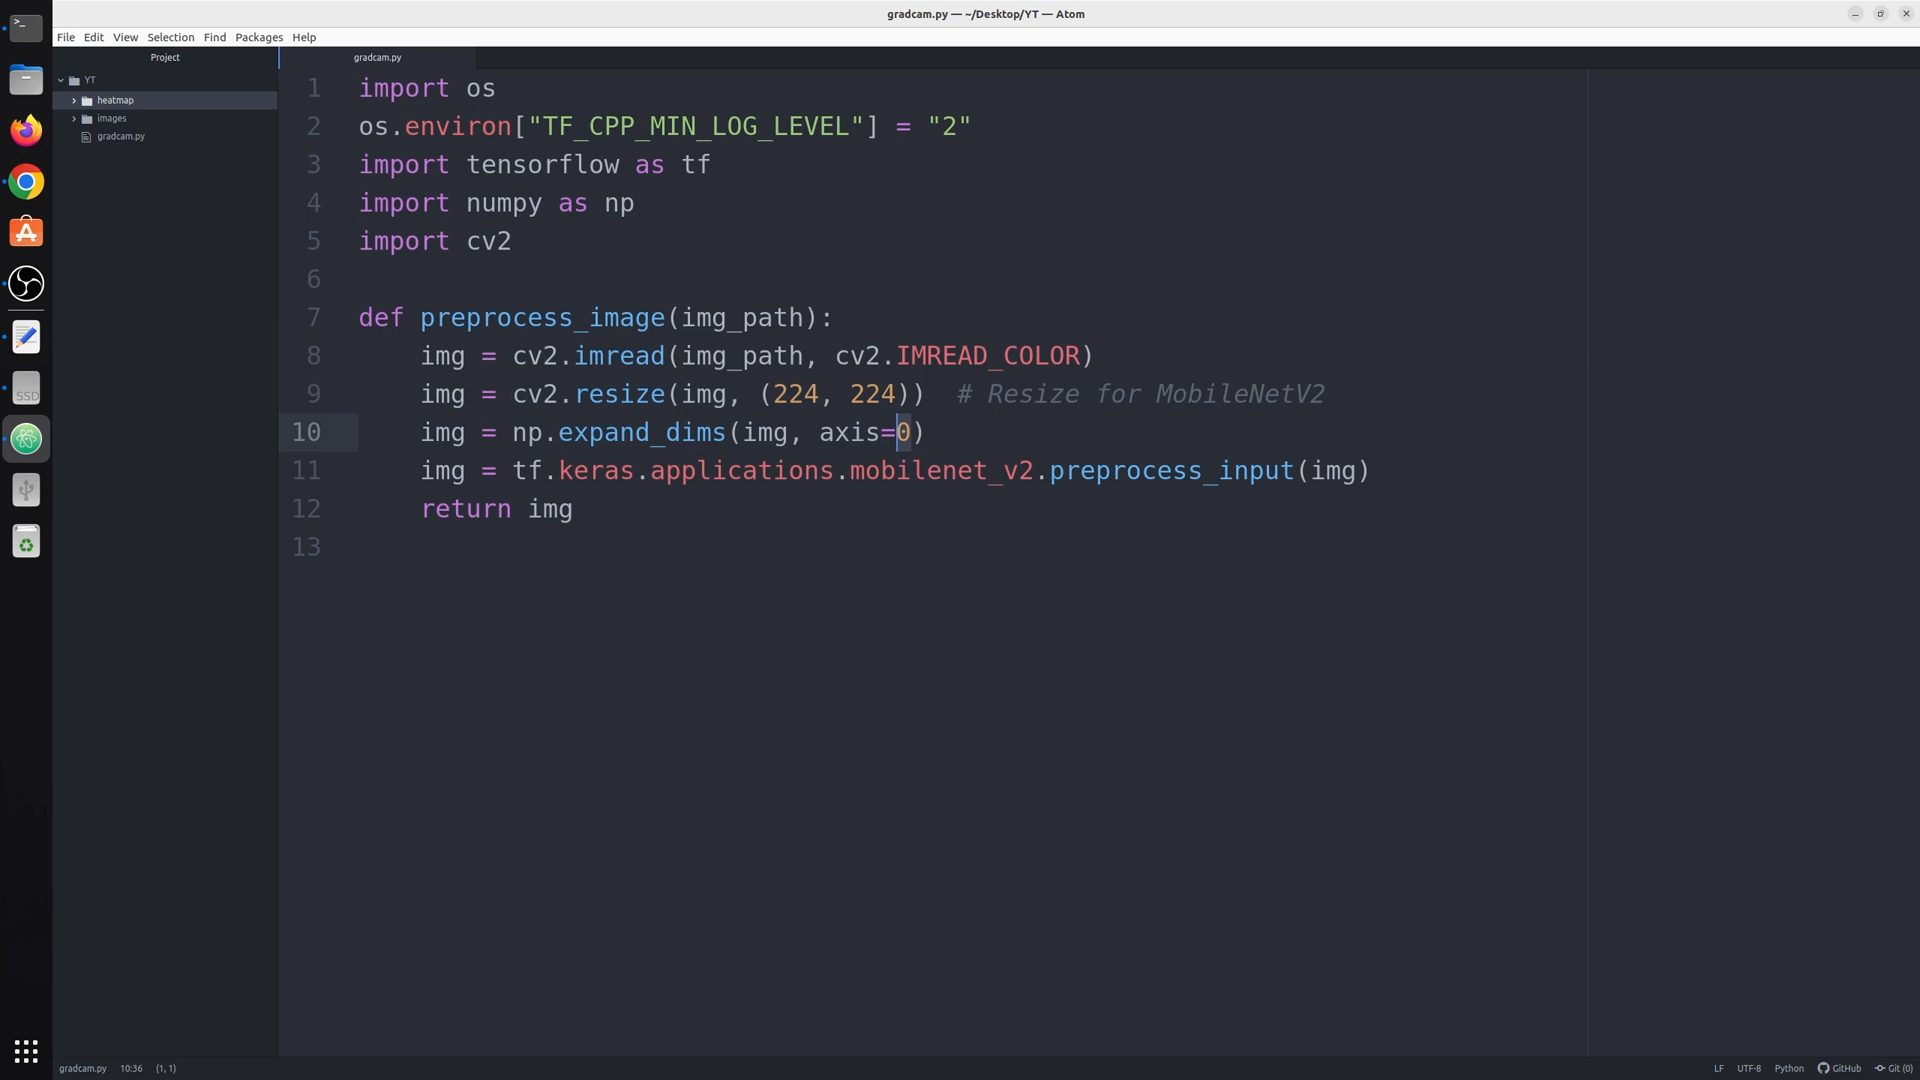 gradcam.py — ~/Desktop/YT — Atom
File Edit View Selection Find Packages Help
Project
gradcam.py
YT
heatmap
images
gradcam.py
1 import os
2 os.environ["TF_CPP_MIN_LOG_LEVEL"] = "2"
3 import tensorflow as tf
4 import numpy as np
5 import cv2
6
7 def preprocess_image(img_path):
8     img = cv2.imread(img_path, cv2.IMREAD_COLOR)
9     img = cv2.resize(img, (224, 224))  # Resize for MobileNetV2
10     img = np.expand_dims(img, axis=0)
11     img = tf.keras.applications.mobilenet_v2.preprocess_input(img)
12     return img
13
SSD
gradcam.py 10:36 (1, 1)
LF UTF-8 Python GitHub Git (0)